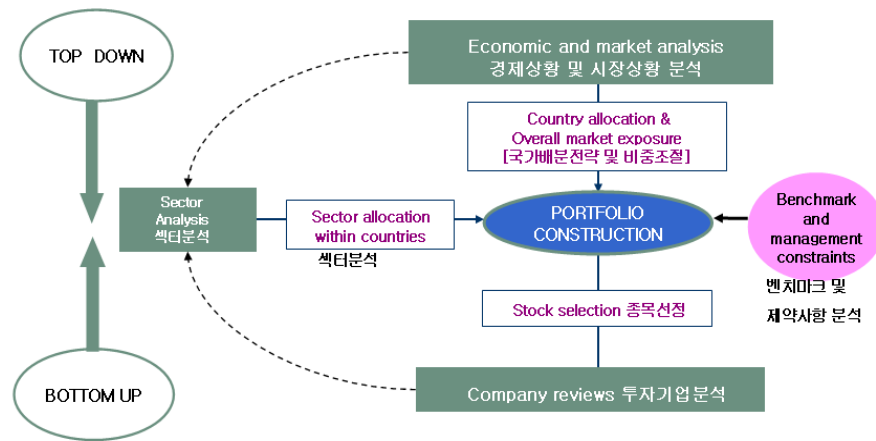 TOP DOWN
Economic and market analysis
경제상황 및 시장상황 분석
Country allocation &
Overall market exposure
[국가배분전략 및 비중조절]
Sector
Analysis
섹터분석
Sector allocation
within countries
섹터분석
PORTFOLIO
CONSTRUCTION
Benchmark
and
management
constraints
벤치마크 및
제약사항 분석
Stock selection 종목선정
BOTTOM UP
Company reviews 투자기업분석